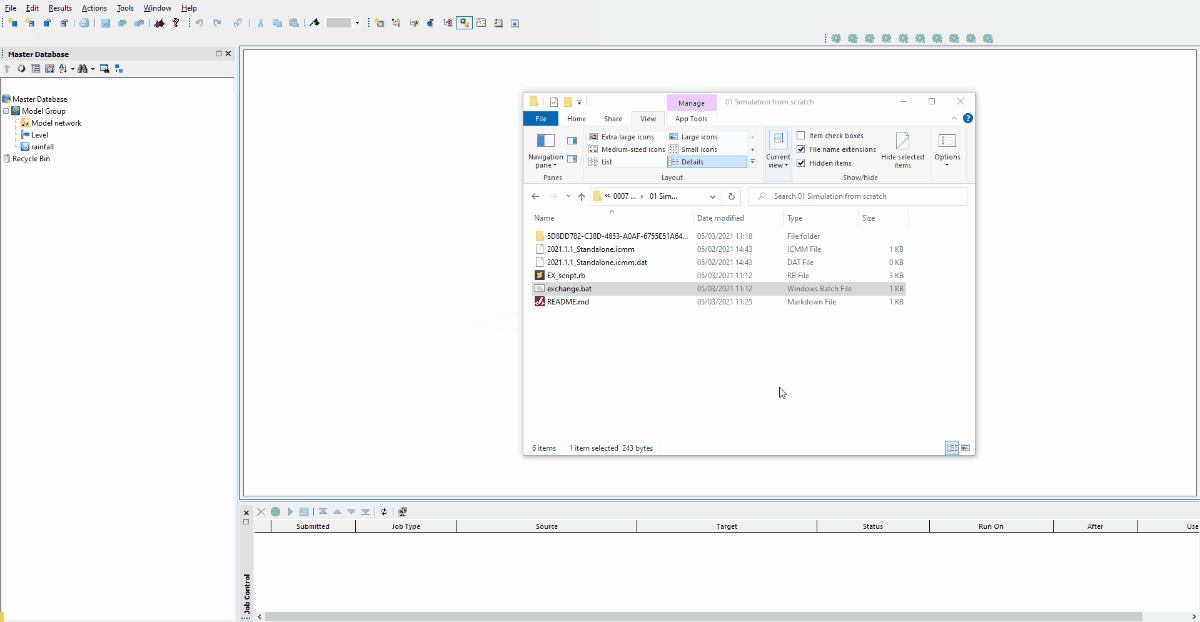 File Edit Results Actions Tools Window Help
Master Database
Master Database
Model Group
Model network
Level
rainfall
Recycle Bin
Manage 01 Simulation from scratch
File Home Share View App Tools
Navigation pane
Panes
Extra large icons Large icons
Medium-sized icons Small icons
List Details
Layout
Current view
Item check boxes
File name extensions
Hidden items
Hide selected items
Show/hide
Options
« 0007 ... › 01 Sim... Search 01 Simulation from scratch
Name Date modified Type Size
5D8DD782-C38D-4853-A0AF-6755E51A64... 05/03/2021 11:18 File folder
2021.1.1_Standalone.icmm 05/02/2021 14:43 ICMM File 1 KB
2021.1.1_Standalone.icmm.dat 05/02/2021 14:43 DAT File 0 KB
EX_script.rb 05/03/2021 11:12 RB File 3 KB
exchange.bat 05/03/2021 11:12 Windows Batch File 1 KB
README.md 05/03/2021 11:25 Markdown File 1 KB
6 items 1 item selected 243 bytes
Submitted Job Type Source Target Status Run On After Use
Job Control